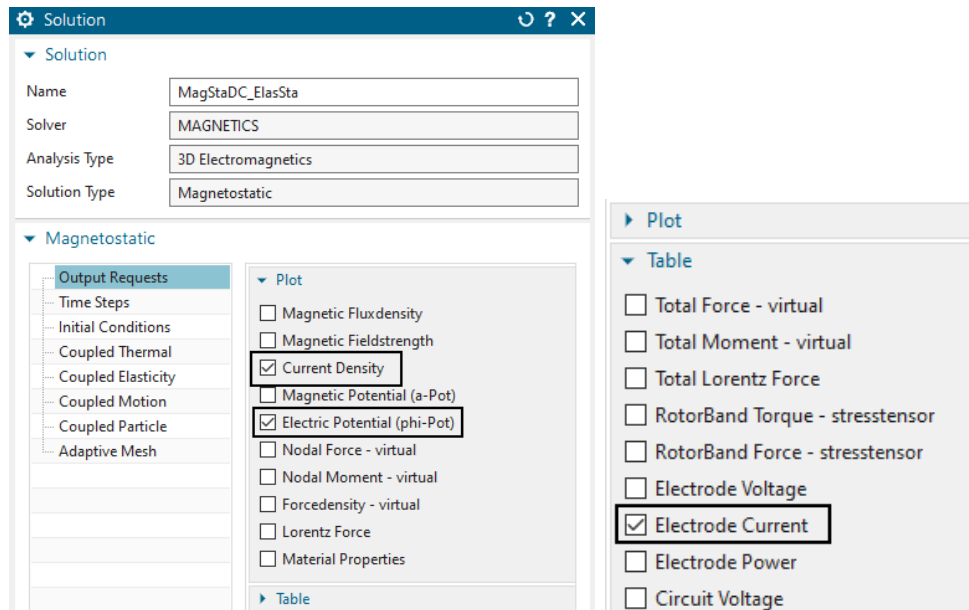 Solution
Solution
Name MagStaDC_ElasSta
Solver MAGNETICS
Analysis Type 3D Electromagnetics
Solution Type Magnetostatic
Magnetostatic
Output Requests
Time Steps
Initial Conditions
Coupled Thermal
Coupled Elasticity
Coupled Motion
Coupled Particle
Adaptive Mesh
Plot
Magnetic Fluxdensity
Magnetic Fieldstrength
Current Density
Magnetic Potential (a-Pot)
Electric Potential (phi-Pot)
Nodal Force - virtual
Nodal Moment - virtual
Forcedensity - virtual
Lorentz Force
Material Properties
Table
Plot
Table
Total Force - virtual
Total Moment - virtual
Total Lorentz Force
RotorBand Torque - stresstensor
RotorBand Force - stresstensor
Electrode Voltage
Electrode Current
Electrode Power
Circuit Voltage